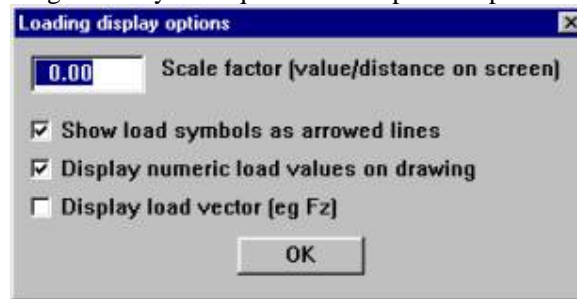 Loading display options
0.00 Scale factor (value/distance on screen)
Show load symbols as arrowed lines
Display numeric load values on drawing
Display load vector (eg Fz)
OK